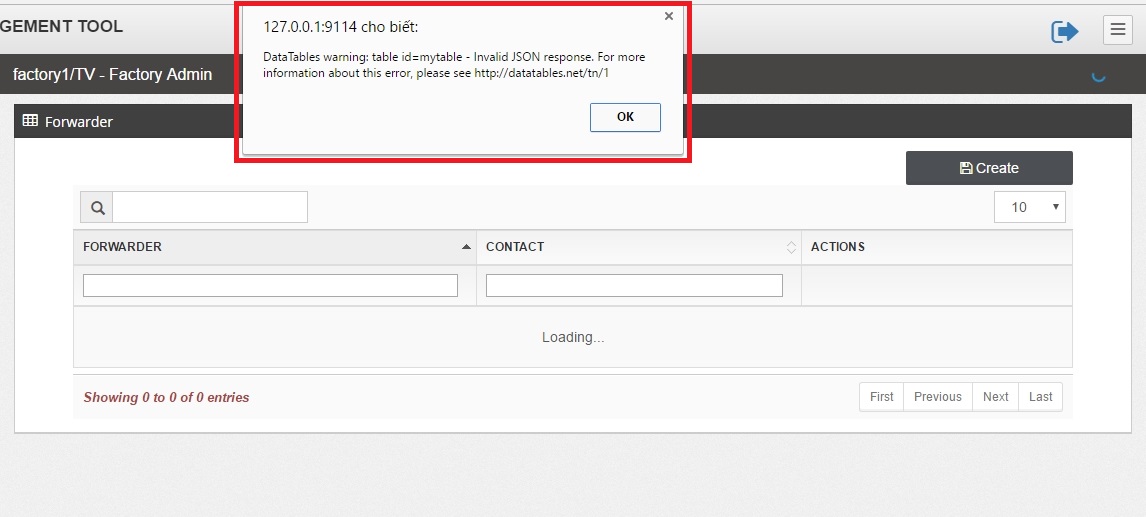 127.0.0.1:9114 cho biết:
GEMENT TOOL
DataTables warning: table id=mytable - Invalid JSON response. For more
information about this error, please see http://datatables.net/tn/1
factory1/TV - Factory Admin
OK
Forwarder
Create
10
FORWARDER CONTACT ACTIONS
Loading...
Showing 0 to 0 of 0 entries
First Previous Next Last